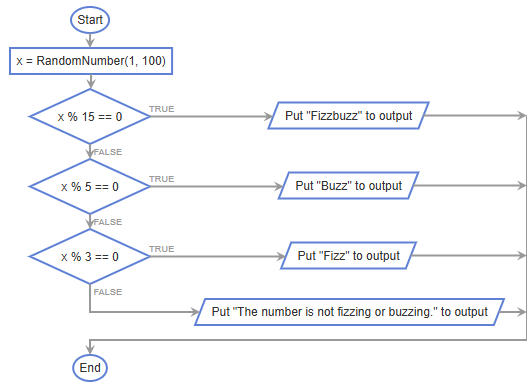 Start
x = RandomNumber(1, 100)
x % 15 == 0
TRUE
Put "Fizzbuzz" to output
FALSE
x % 5 == 0
TRUE
Put "Buzz" to output
FALSE
x % 3 == 0
TRUE
Put "Fizz" to output
FALSE
Put "The number is not fizzing or buzzing." to output
End